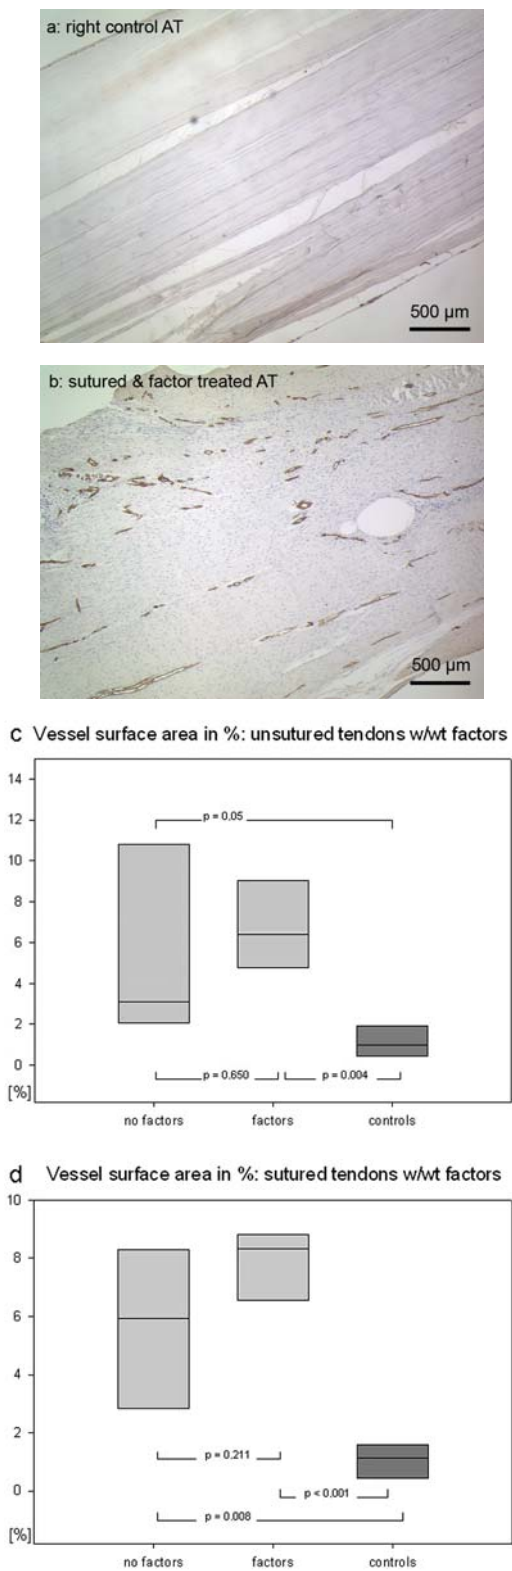 a: right control AT
500 µm
b: sutured & factor treated AT
500 µm
c Vessel surface area in %: unsutured tendons w/wt factors
14
12
p = 0,05
10
8
6
4
2
0
p = 0,650
p = 0,004
[%]
no factors factors controls
d Vessel surface area in %: sutured tendons w/wt factors
10
8
6
4
2
p = 0,211
0
p < 0,001
p = 0,008
[%]
no factors factors controls